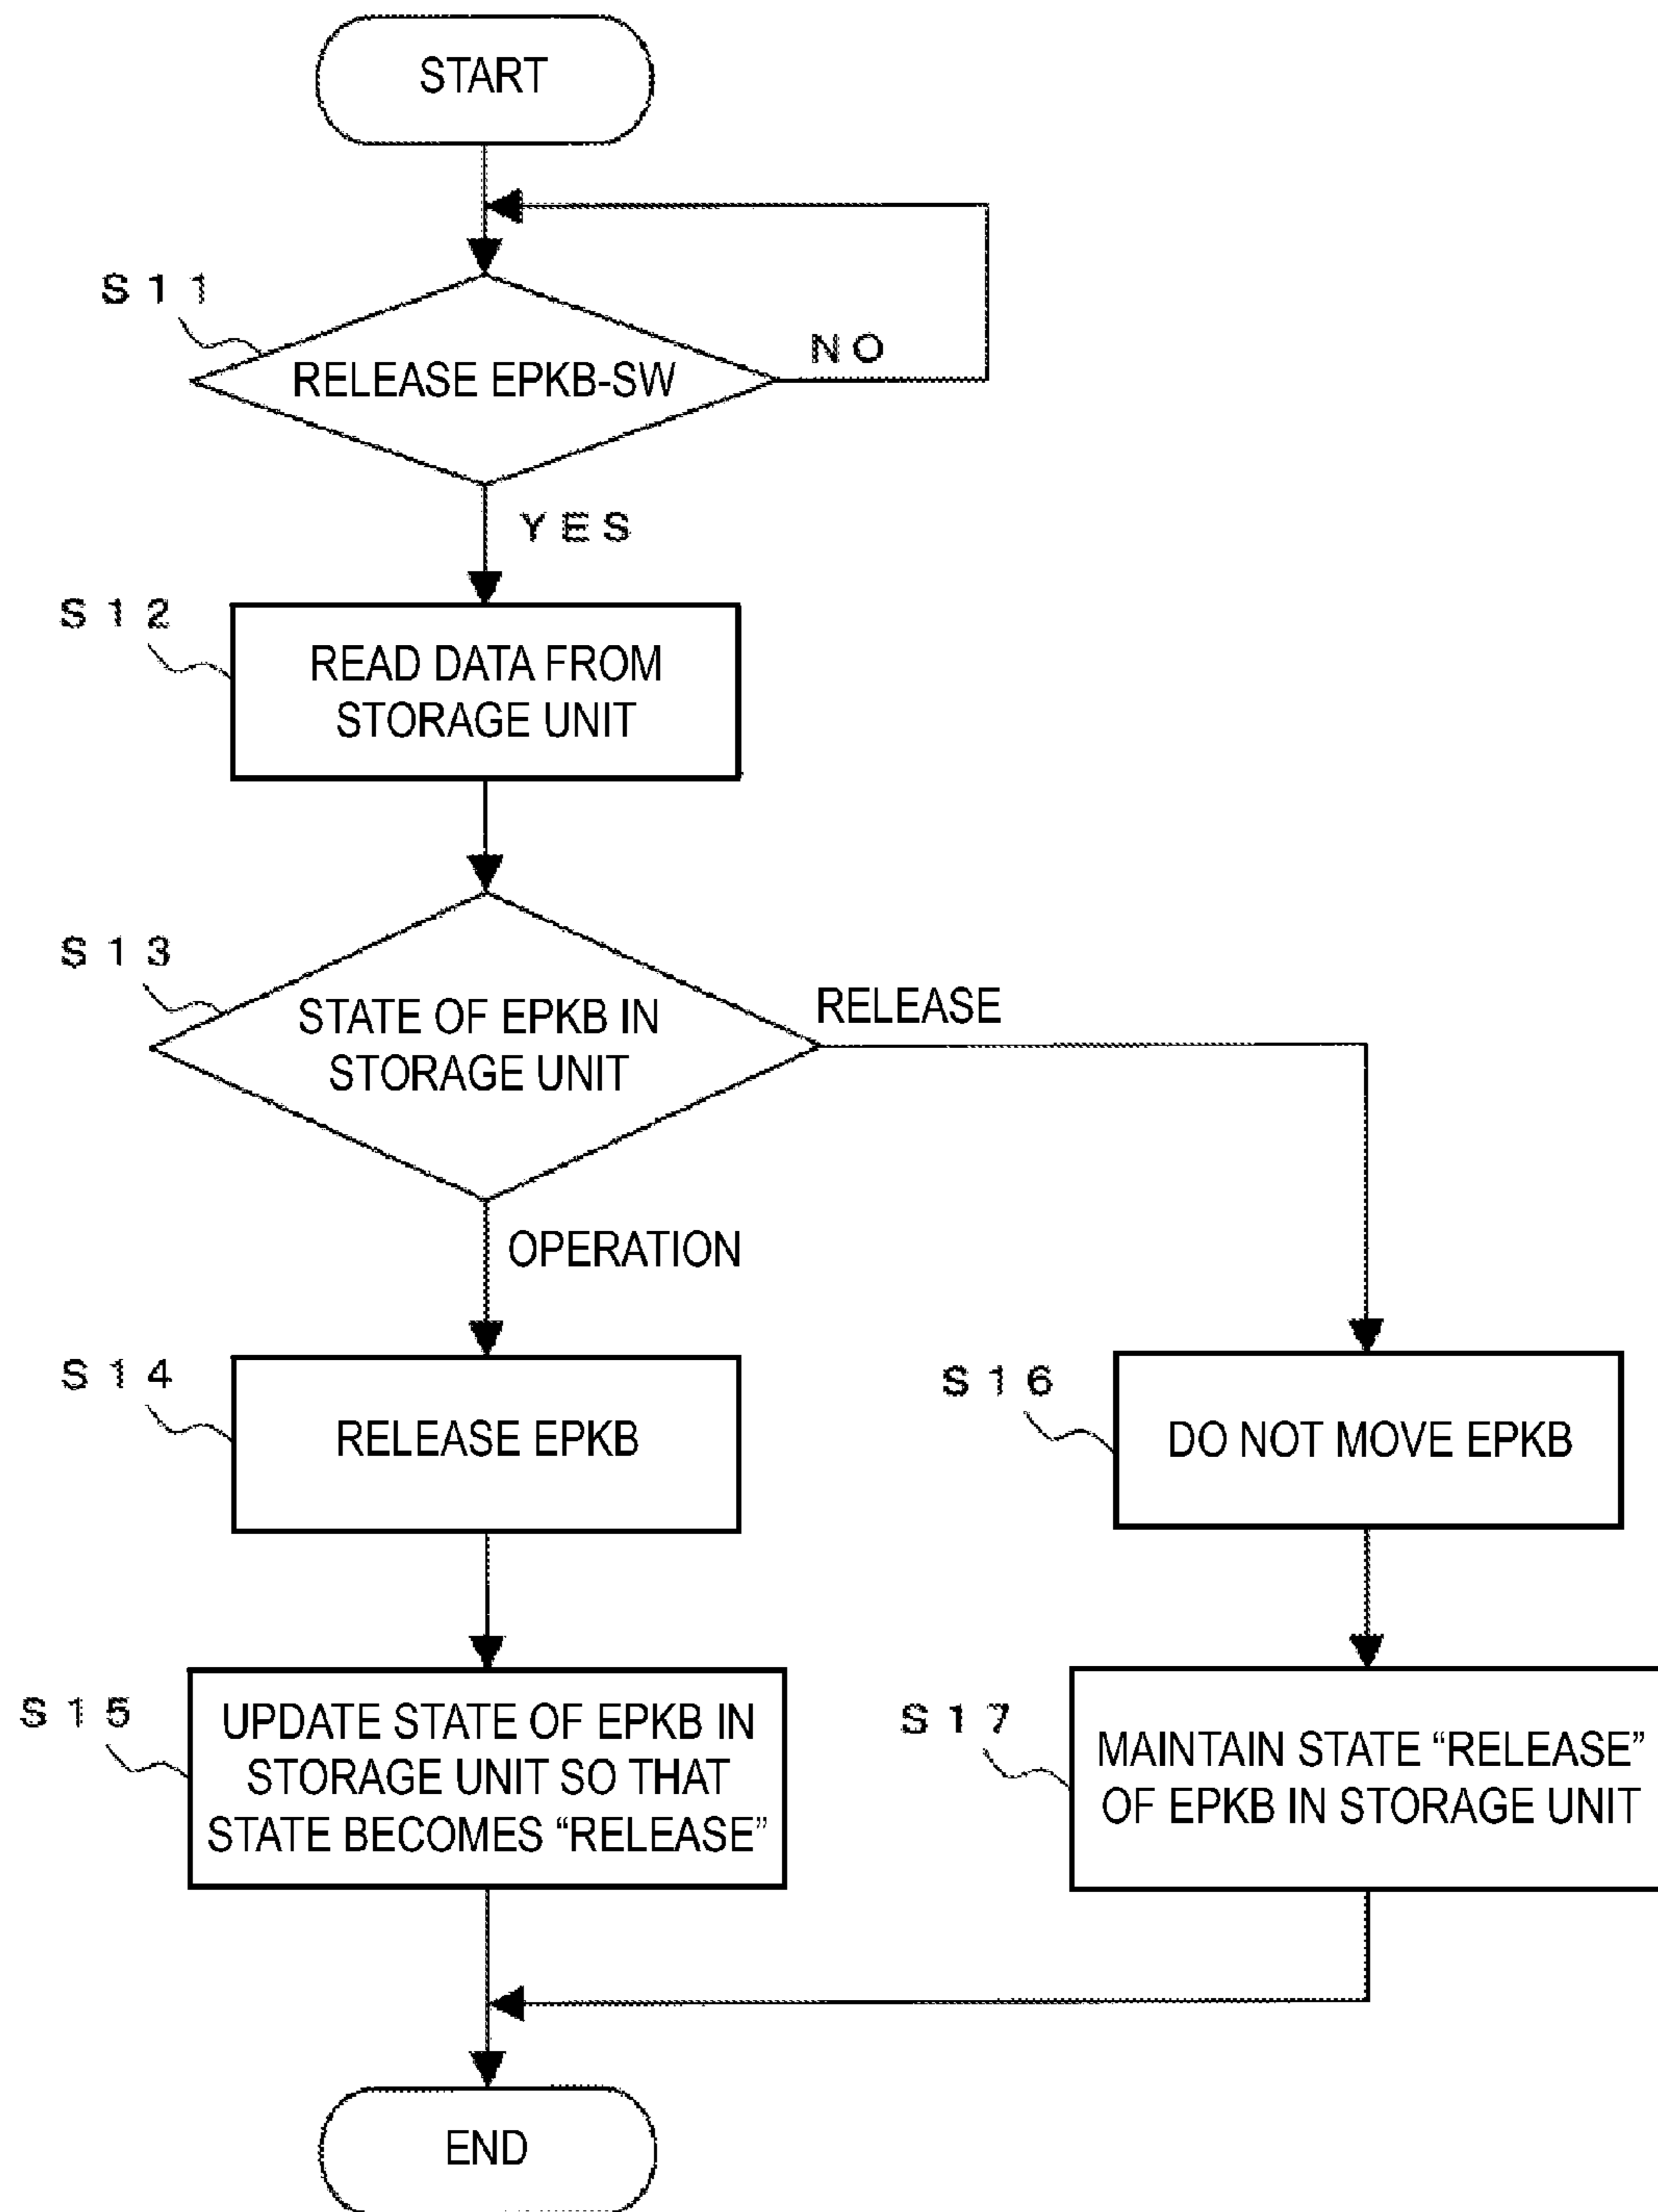 START
S11
RELEASE EPKB-SW
NO
YES
S12
READ DATA FROM
STORAGE UNIT
S13
STATE OF EPKB IN
STORAGE UNIT
RELEASE
OPERATION
S14
RELEASE EPKB
S16
DO NOT MOVE EPKB
S15
UPDATE STATE OF EPKB IN
STORAGE UNIT SO THAT
STATE BECOMES “RELEASE”
S17
MAINTAIN STATE “RELEASE”
OF EPKB IN STORAGE UNIT
END